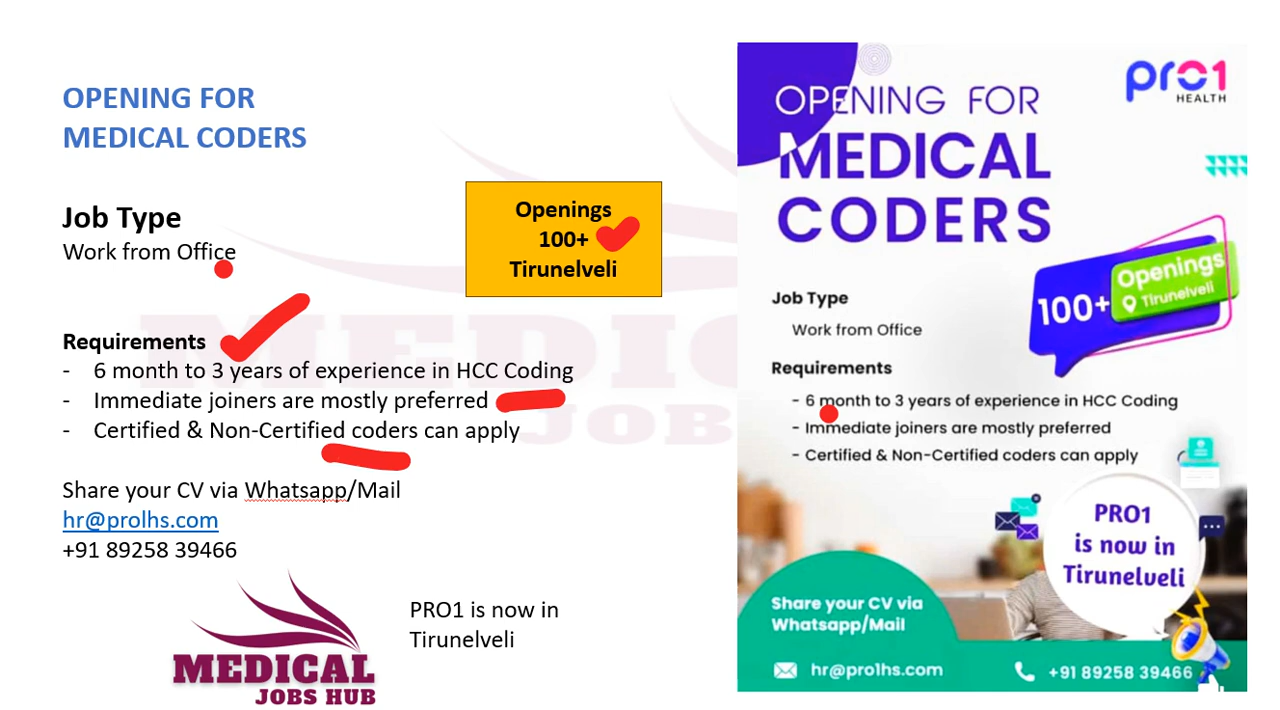 OPENING FOR
MEDICAL CODERS
Job Type
Work from Office
Openings
100+
Tirunelveli
Requirements
- 6 month to 3 years of experience in HCC Coding
- Immediate joiners are mostly preferred
- Certified & Non-Certified coders can apply
Share your CV via Whatsapp/Mail
hr@prolhs.com
+91 89258 39466
PRO1 is now in
Tirunelveli
MEDICAL
JOBS HUB
MEDIC
JOBS
pro1
HEALTH
OPENING FOR
MEDICAL
CODERS
100+
Openings
Tirunelveli
Job Type
Work from Office
Requirements
- 6 month to 3 years of experience in HCC Coding
- Immediate joiners are mostly preferred
- Certified & Non-Certified coders can apply
PRO1
is now in
Tirunelveli
Share your CV via
Whatsapp/Mail
hr@pro1hs.com
+91 89258 39466